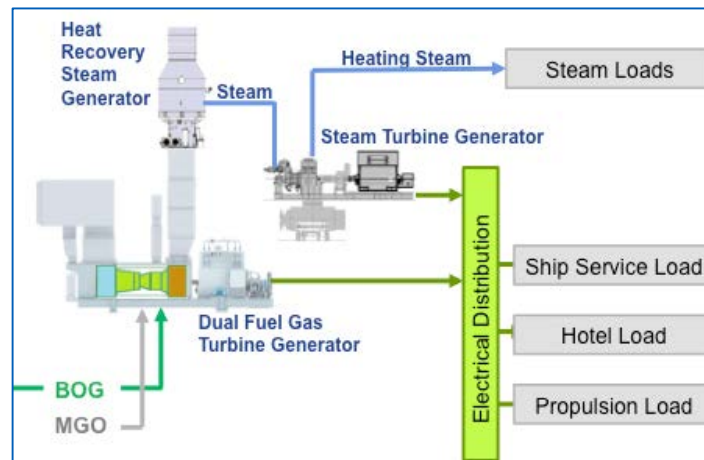 Heat
Recovery
Steam
Generator
Steam
Heating Steam
Steam Loads
Steam Turbine Generator
Electrical Distribution
Ship Service Load
Hotel Load
Propulsion Load
Dual Fuel Gas
Turbine Generator
BOG
MGO